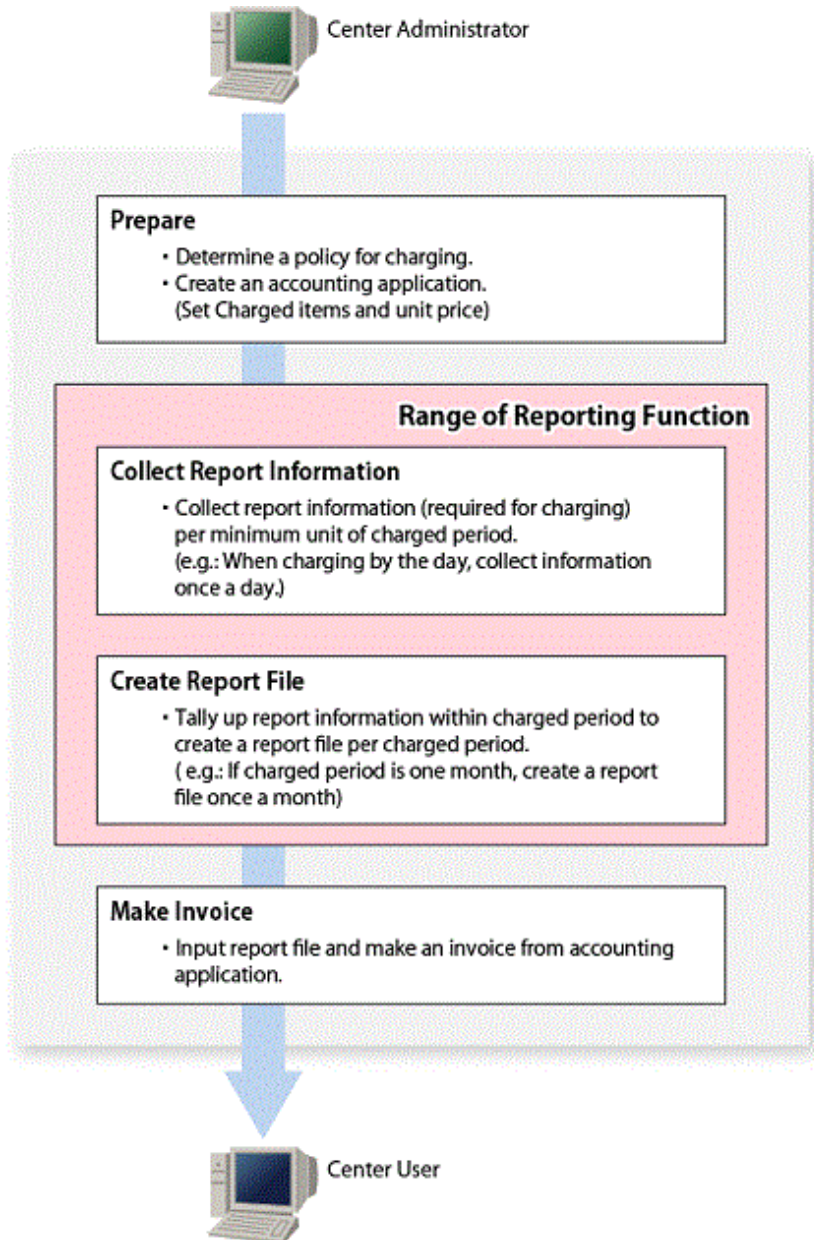 Center Administrator
Prepare
・Determine a policy for charging.
・Create an accounting application.
(Set Charged items and unit price)
Range of Reporting Function
Collect Report Information
・Collect report information (required for charging)
per minimum unit of charged period.
(e.g.: When charging by the day, collect information
once a day.)
Create Report File
・Tally up report information within charged period to
create a report file per charged period.
( e.g.: If charged period is one month, create a report
file once a month)
Make Invoice
・Input report file and make an invoice from accounting
application.
Center User